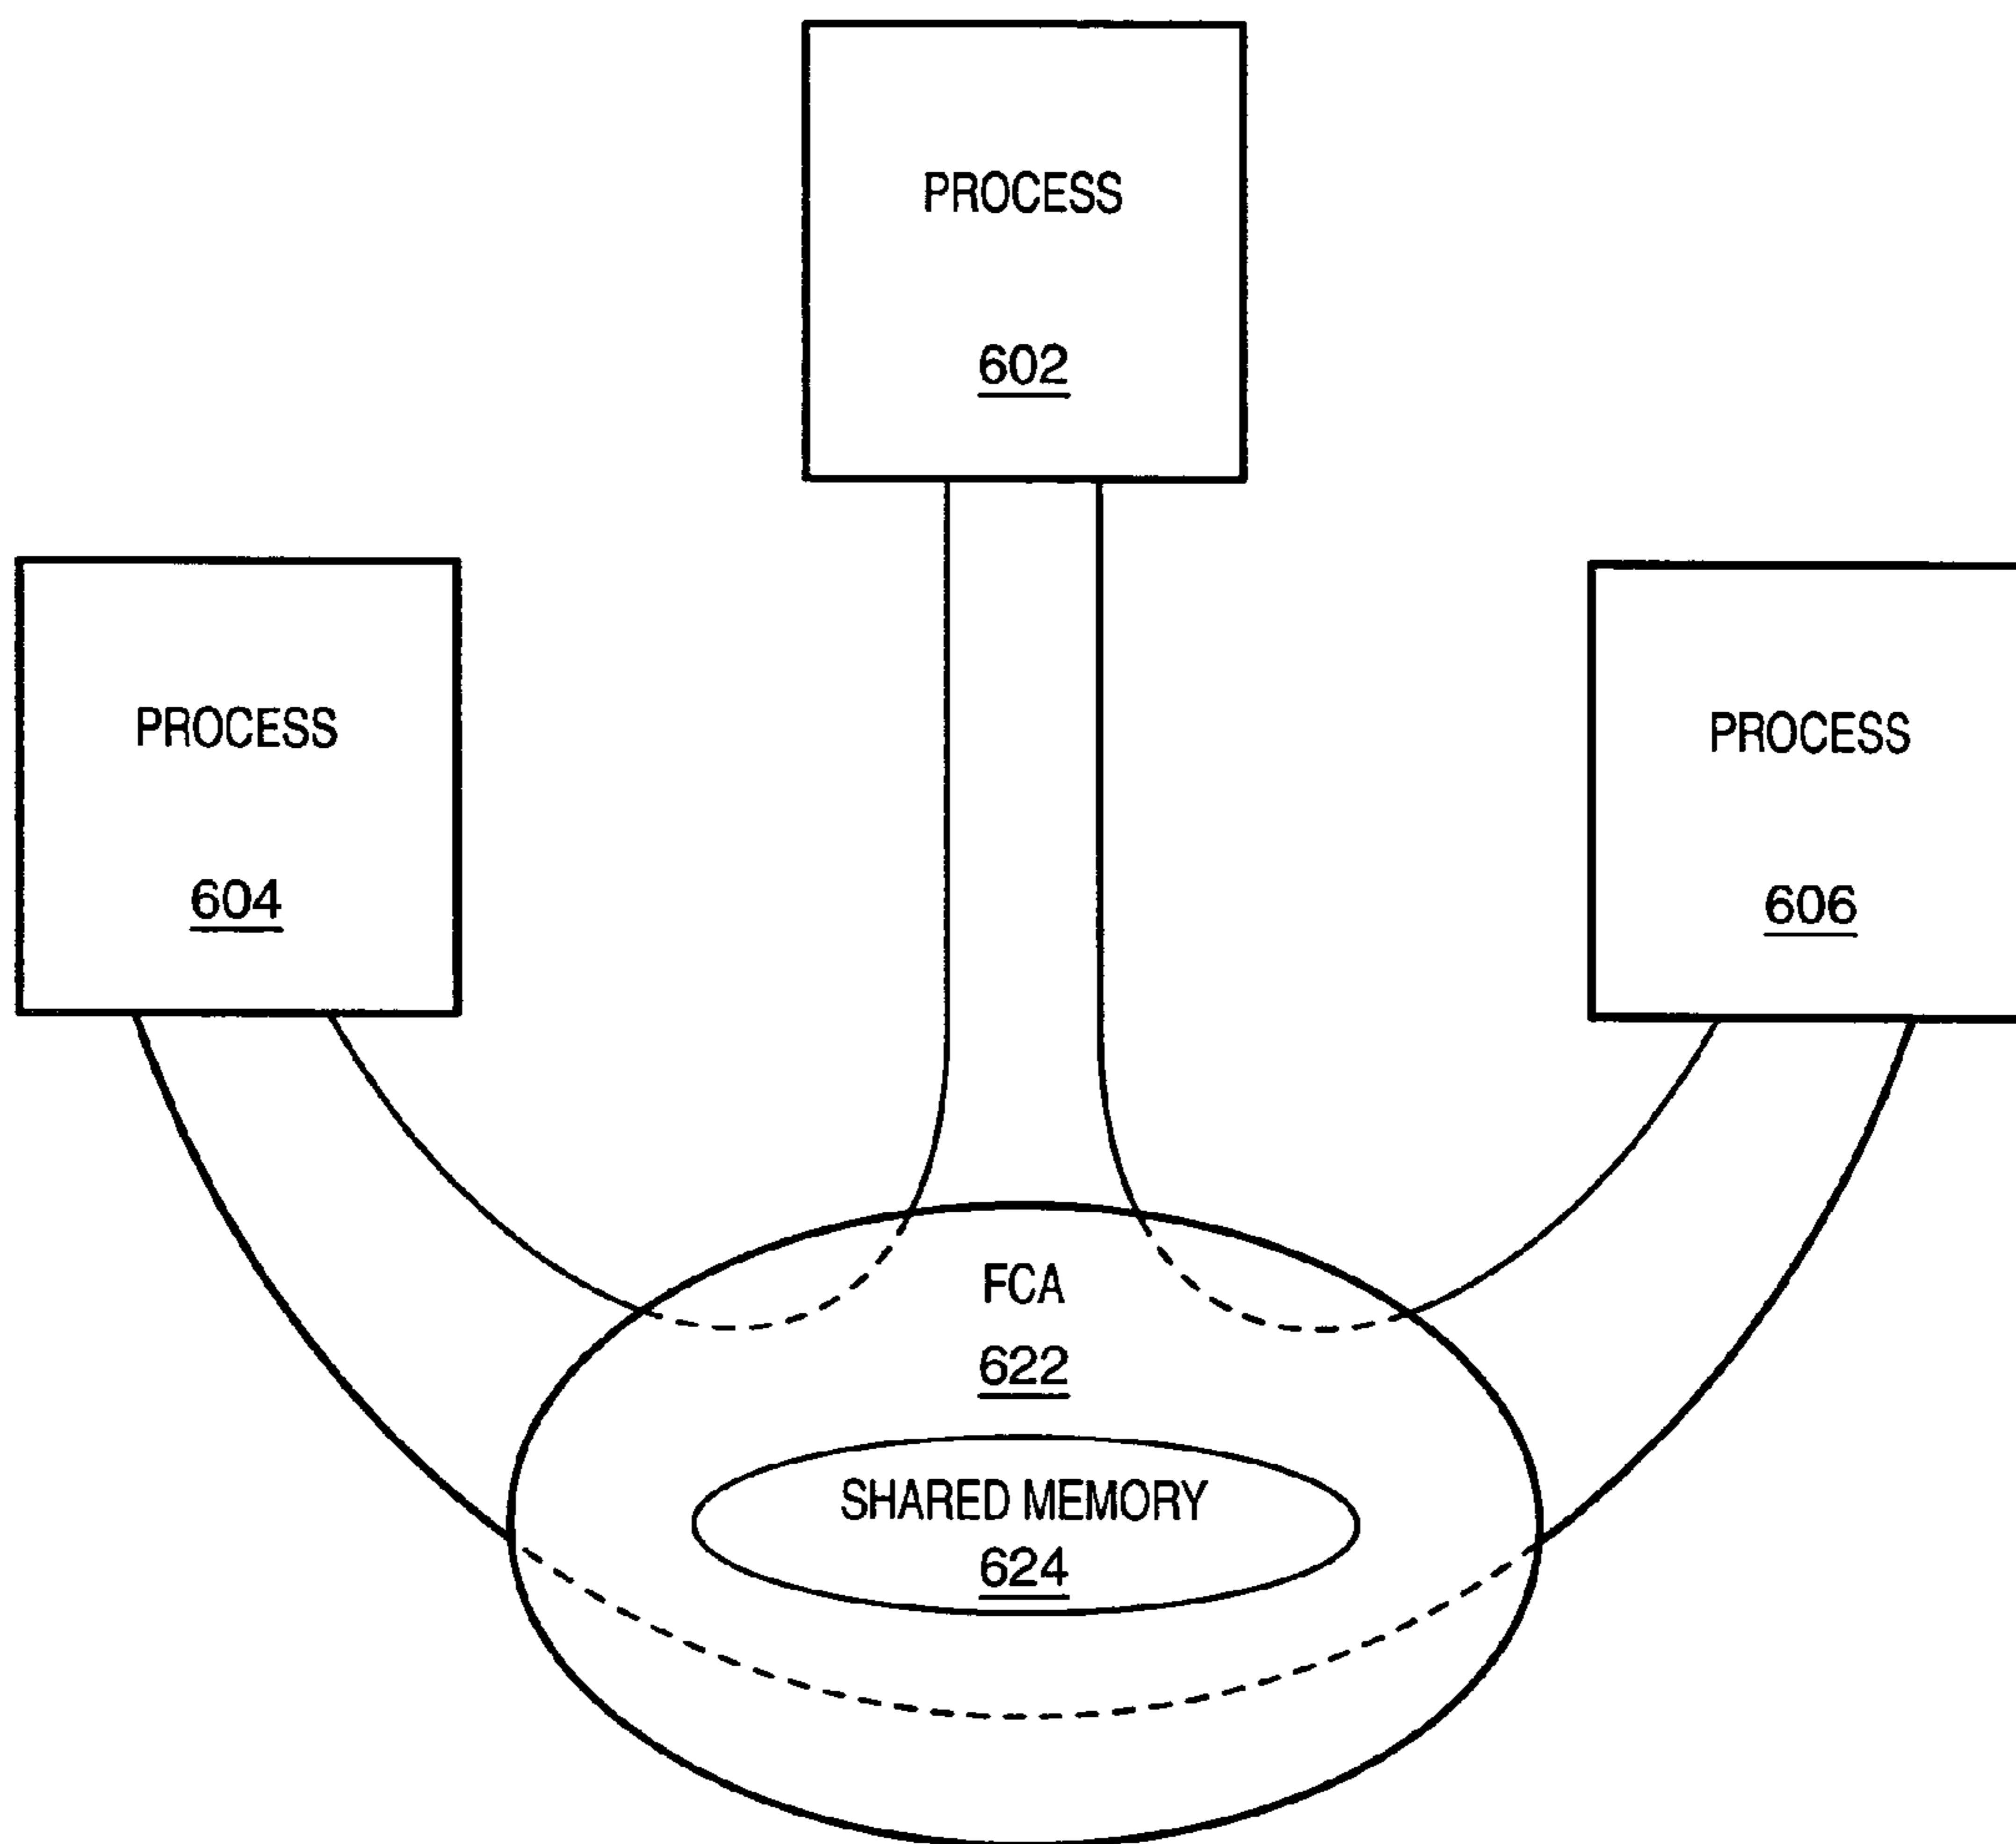 PROCESS
602
PROCESS
604
PROCESS
606
FCA
622
SHARED MEMORY
624